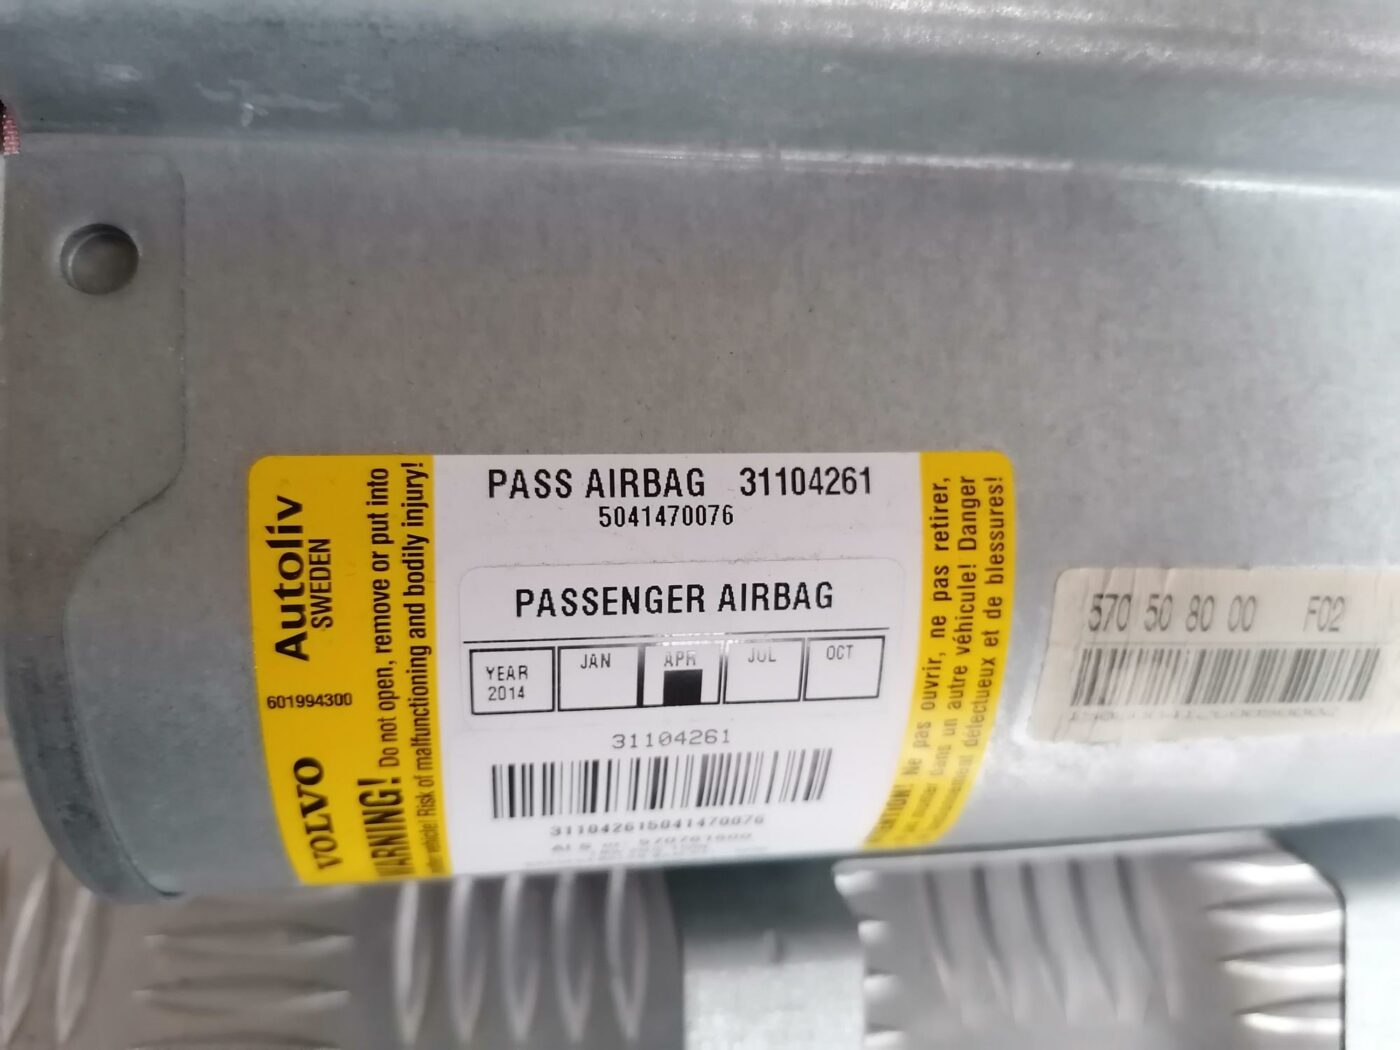 Autoliv
SWEDEN
601994300
VOLVO
WARNING! Do not open, remove or put into
vehicle! Risk of malfunctioning and bodily injury!
PASS AIRBAG 31104261
5041470076
PASSENGER AIRBAG
YEAR
2014
JAN
APR
JUL
OCT
31104261
311042615041470076
Ne pas ouvrir, ne pas retirer,
dans un autre véhicule! Danger
défectueux et de blessures!
570 50 80 00 F02